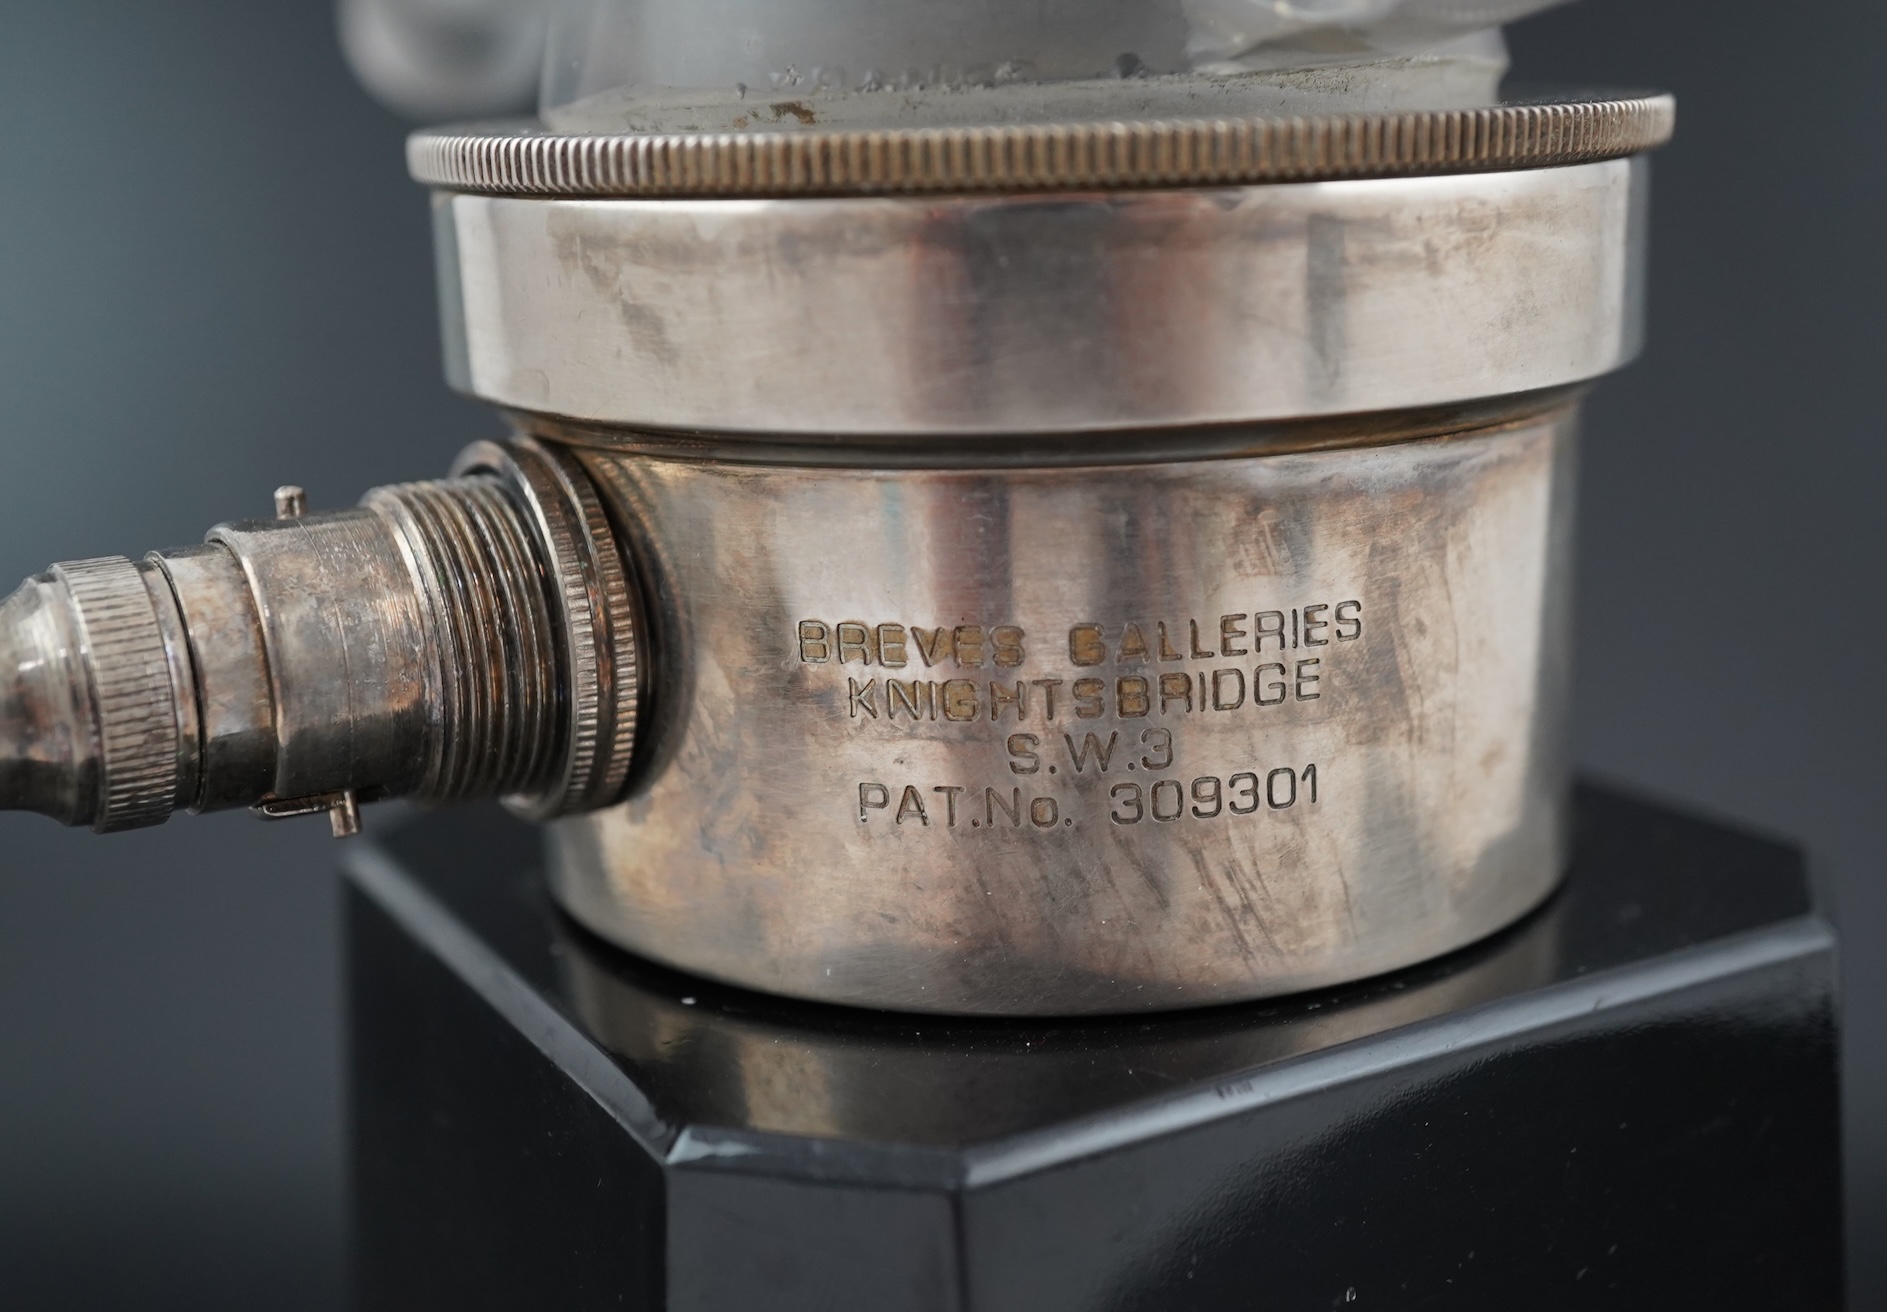 BREVES GALLERIES
KNIGHTSBRIDGE
S.W.3
PAT.No. 309301